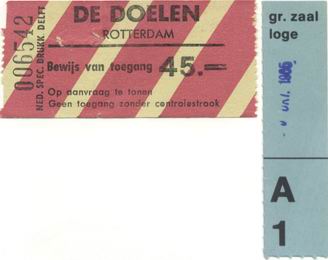 006542
NED. SPEC. DRUKK. DELFT
DE DOELEN
ROTTERDAM
Bewijs van toegang 45.=
Op aanvraag te tonen
Geen toegang zonder centralestrook
gr. zaal
loge
A
1